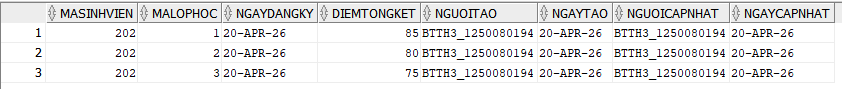 MASINHVIEN MALOPHOC NGAYDANGKY DIEMTONGKET NGUOITAO NGAYTAO NGUOICAPNHAT NGAYCAPNHAT
1 202 1 20-APR-26 85 BTTH3_1250080194 20-APR-26 BTTH3_1250080194 20-APR-26
2 202 2 20-APR-26 80 BTTH3_1250080194 20-APR-26 BTTH3_1250080194 20-APR-26
3 202 3 20-APR-26 75 BTTH3_1250080194 20-APR-26 BTTH3_1250080194 20-APR-26